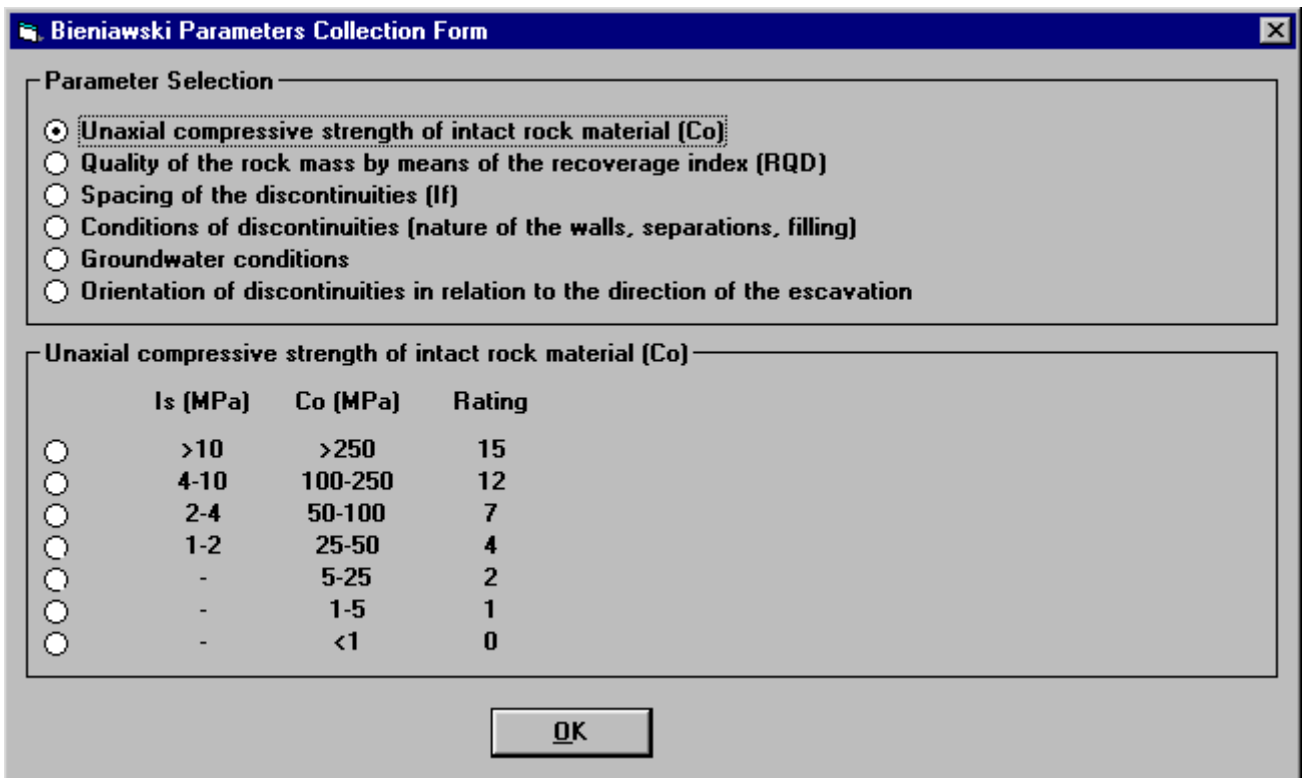 Bieniawski Parameters Collection Form
Parameter Selection
Unaxial compressive strength of intact rock material (Co)
Quality of the rock mass by means of the recoverage index (RQD)
Spacing of the discontinuities (If)
Conditions of discontinuities (nature of the walls, separations, filling)
Groundwater conditions
Orientation of discontinuities in relation to the direction of the escavation
Unaxial compressive strength of intact rock material (Co)
Is (MPa) Co (MPa) Rating
>10 >250 15
4-10 100-250 12
2-4 50-100 7
1-2 25-50 4
- 5-25 2
- 1-5 1
- <1 0
OK